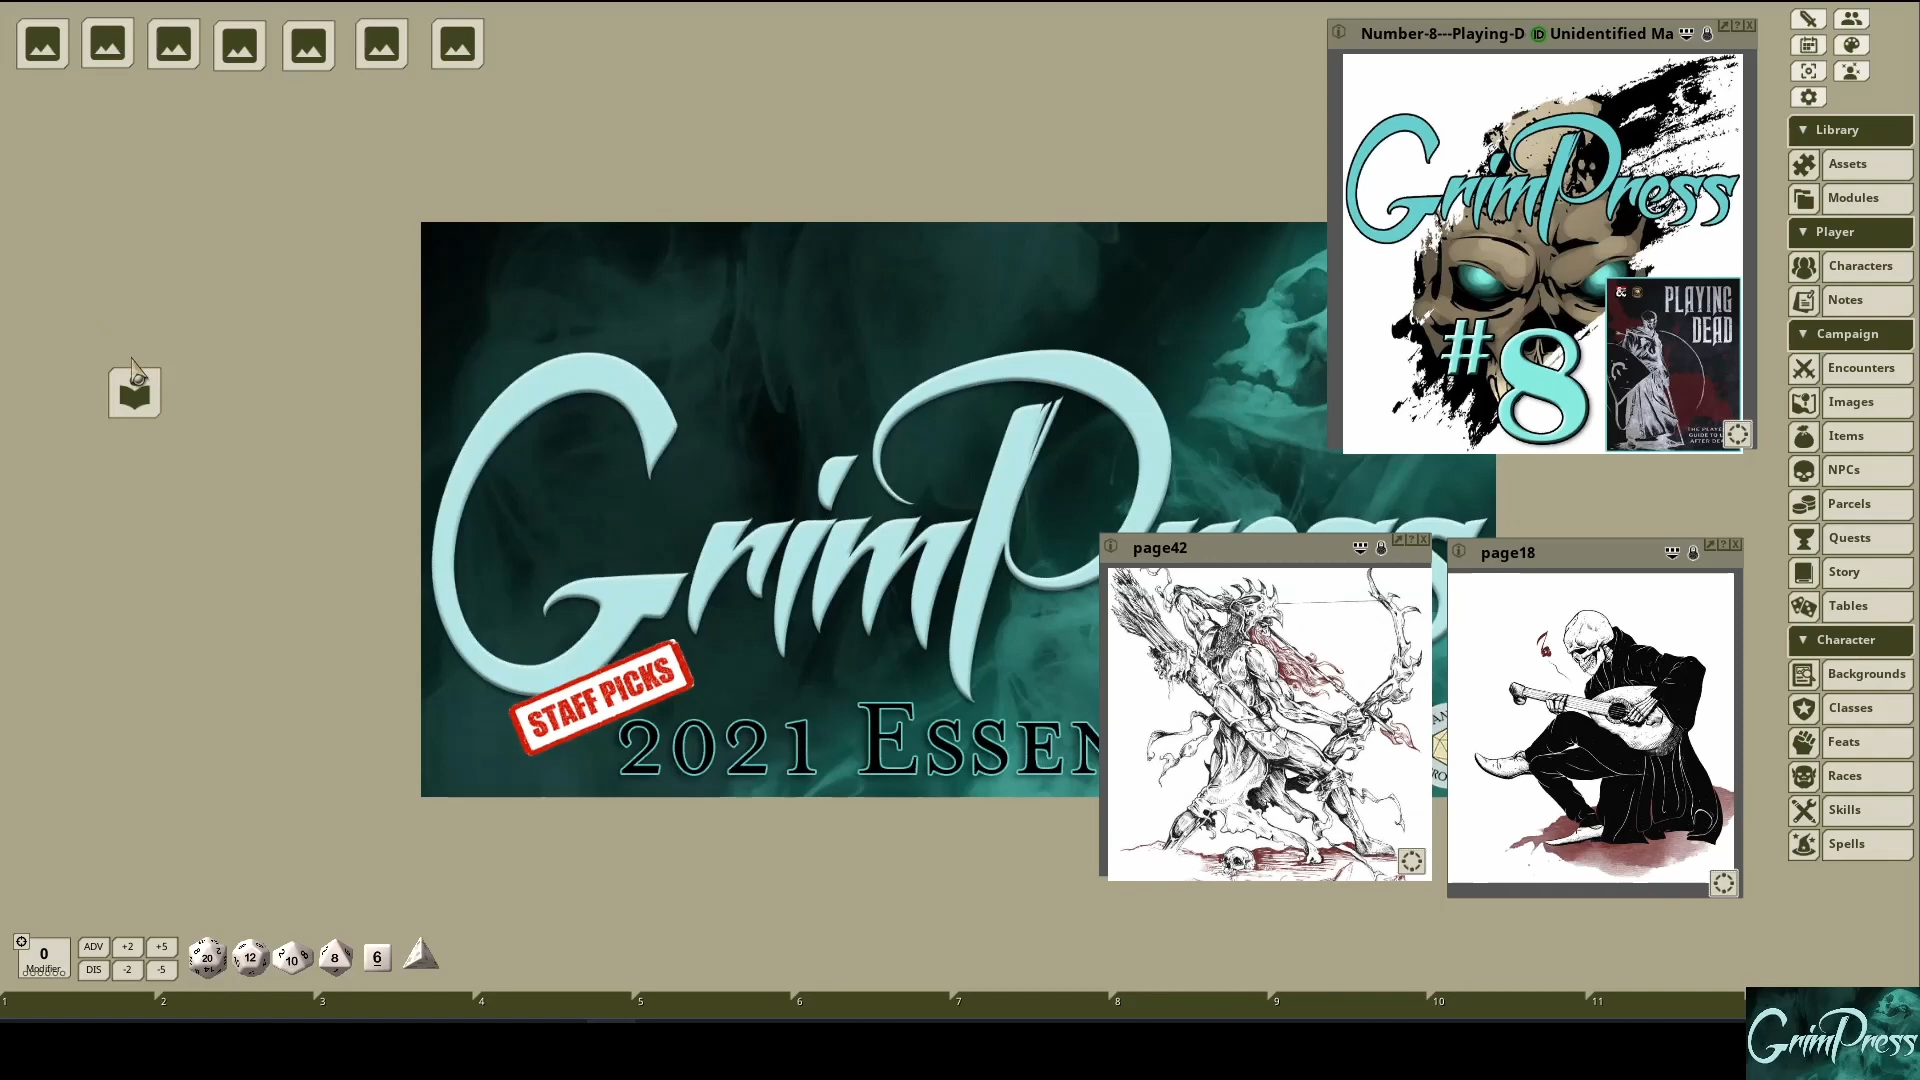 Number-8---Playing-D ID Unidentified Ma
GrimPress
#8
PLAYING
DEAD
Library
Assets
Modules
Player
Characters
Notes
Campaign
Encounters
Images
Items
NPCs
Parcels
Quests
Story
Tables
Character
Backgrounds
Classes
Feats
Races
Skills
Spells
GrimPress
STAFF PICKS
2021 ESSEN
page42
page18
0
Modifier
ADV +2 +5
DIS -2 -5
20 12 10 8 6
1 2 3 4 5 6 7 8 9 10 11
GrimPress